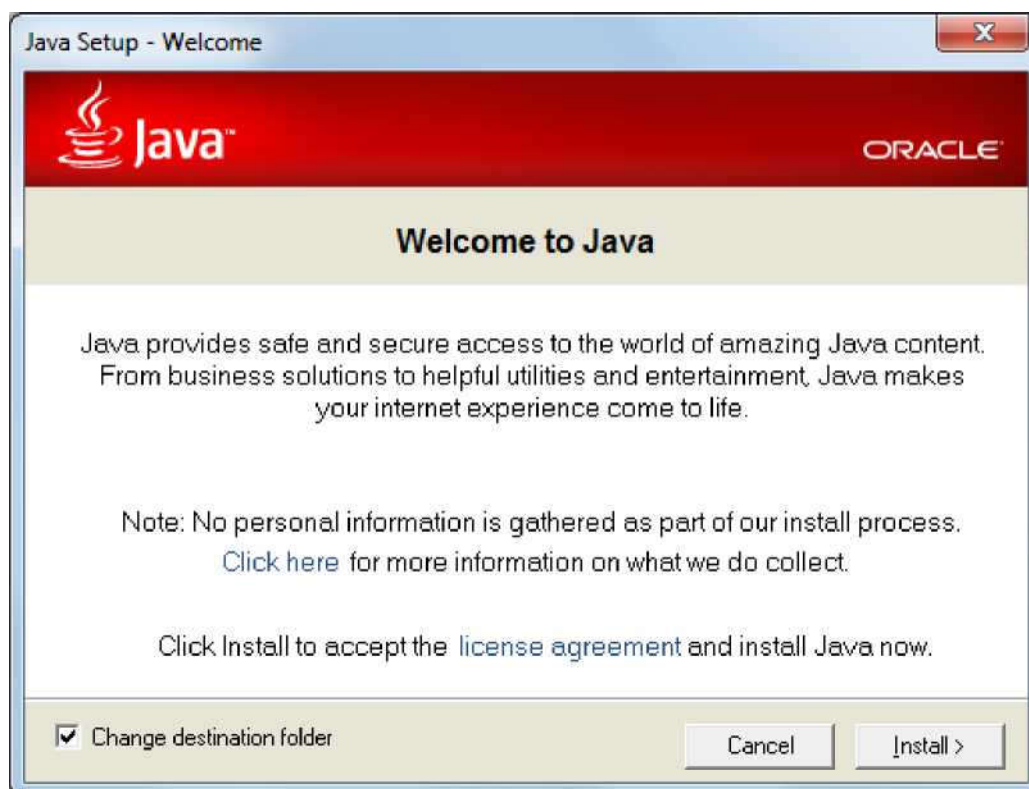 Java Setup - Welcome
Java™
ORACLE
Welcome to Java
Java provides safe and secure access to the world of amazing Java content.
From business solutions to helpful utilities and entertainment, Java makes
your internet experience come to life.
Note: No personal information is gathered as part of our install process.
Click here for more information on what we do collect.
Click Install to accept the license agreement and install Java now.
Change destination folder
Cancel
Install >